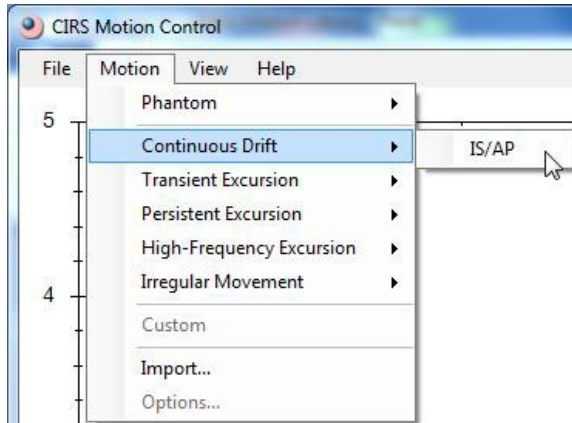 CIRS Motion Control
File Motion View Help
5
Phantom
Continuous Drift
IS/AP
Transient Excursion
Persistent Excursion
High-Frequency Excursion
4
Irregular Movement
Custom
Import...
Options...